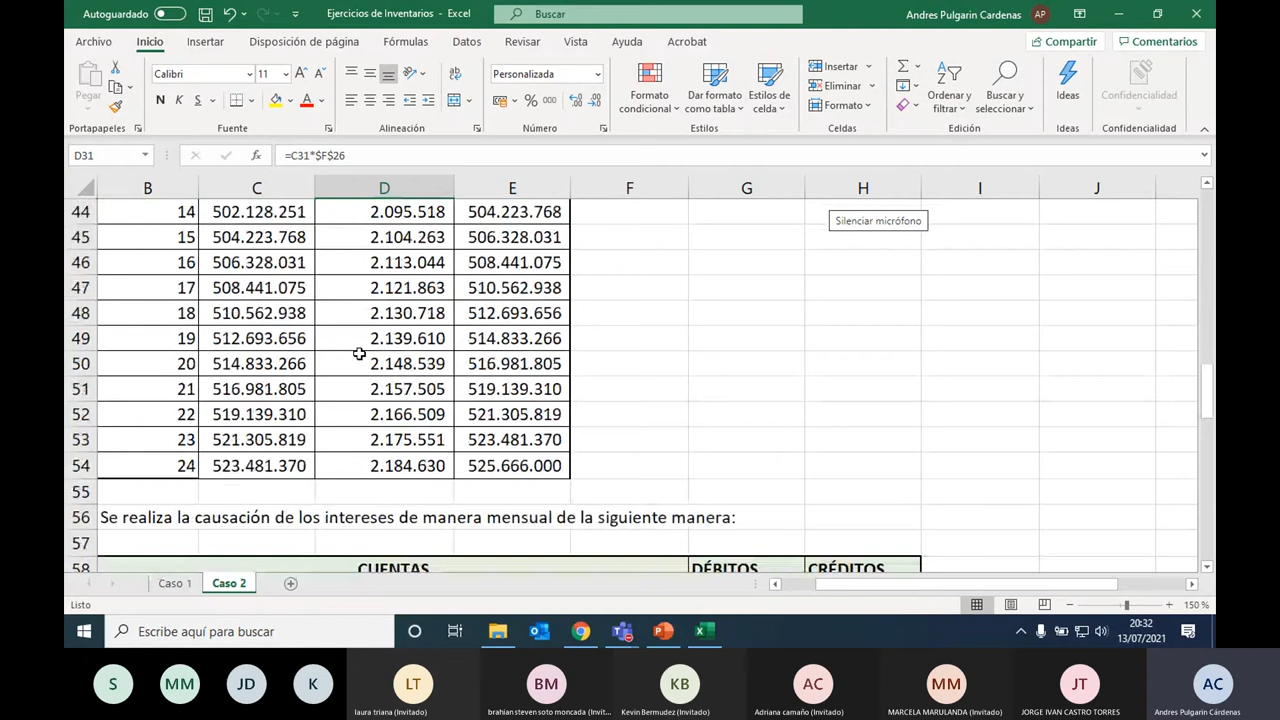 Autoguardado
Ejercicios de Inventarios - Excel
Buscar
Andres Pulgarin Cardenas
AP
Archivo Inicio Insertar Disposición de página Fórmulas Datos Revisar Vista Ayuda Acrobat
Compartir Comentarios
Pegar
Calibri 11
N K S
Personalizada
% 000
Formato condicional
Dar formato como tabla
Estilos de celda
Insertar
Eliminar
Formato
Ordenar y filtrar
Buscar y seleccionar
Ideas
Confidencialidad
Portapapeles Fuente Alineación Número Estilos Celdas Edición Ideas Confidencialidad
D31 fx =C31*$F$26
B C D E F G H I J
44 14 502.128.251 2.095.518 504.223.768
Silenciar micrófono
45 15 504.223.768 2.104.263 506.328.031
46 16 506.328.031 2.113.044 508.441.075
47 17 508.441.075 2.121.863 510.562.938
48 18 510.562.938 2.130.718 512.693.656
49 19 512.693.656 2.139.610 514.833.266
50 20 514.833.266 2.148.539 516.981.805
51 21 516.981.805 2.157.505 519.139.310
52 22 519.139.310 2.166.509 521.305.819
53 23 521.305.819 2.175.551 523.481.370
54 24 523.481.370 2.184.630 525.666.000
55
56 Se realiza la causación de los intereses de manera mensual de la siguiente manera:
57
58 CUENTAS DÉBITOS CRÉDITOS
Caso 1 Caso 2
Listo
150 %
Escribe aquí para buscar
20:32
13/07/2021
S MM JD K LT BM KB AC MM JT AC
laura triana (Invitado)
brahian steven soto moncada (Invit...
Kevin Bermudez (Invitado)
Adriana camaño (Invitado)
MARCELA MARULANDA (Invitado)
JORGE IVAN CASTRO TORRES
Andres Pulgarin Cárdenas